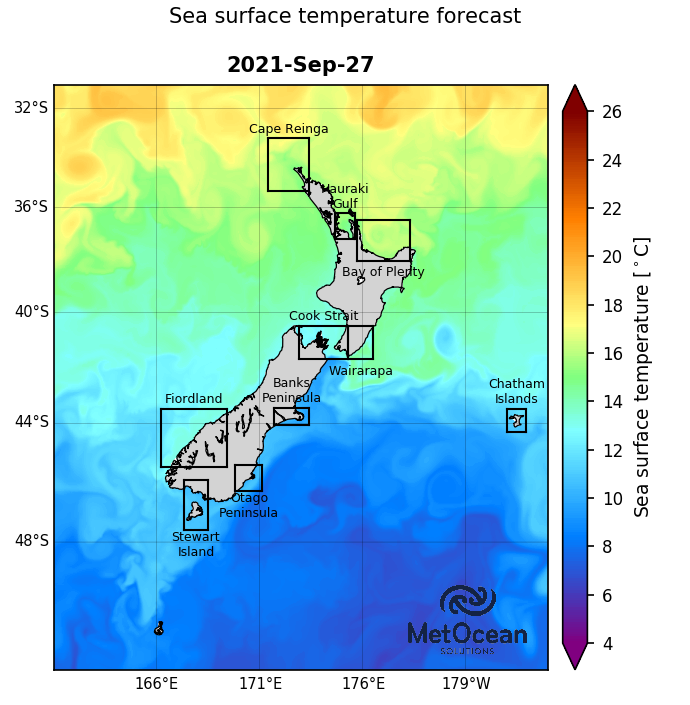 Sea surface temperature forecast
2021-Sep-27
32°S
36°S
40°S
44°S
48°S
Cape Reinga
Hauraki
Gulf
Bay of Plenty
Cook Strait
Wairarapa
Banks
Peninsula
Fiordland
Chatham
Islands
Otago
Peninsula
Stewart
Island
MetOcean
SOLUTIONS
166°E
171°E
176°E
179°W
26
24
22
20
18
16
14
12
10
8
6
4
Sea surface temperature [°C]